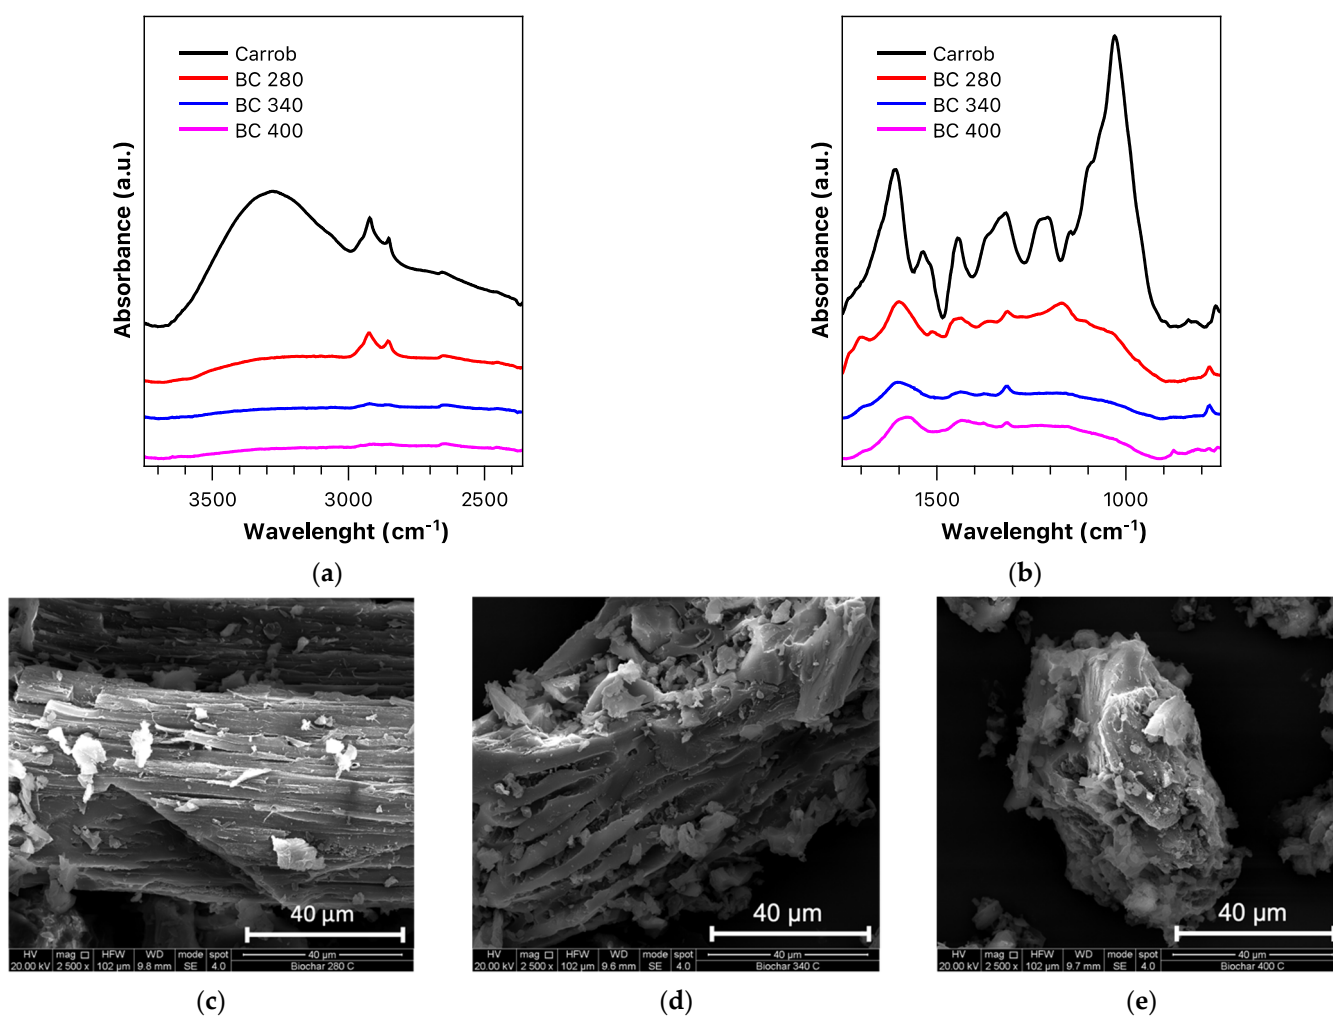 Carrob
BC 280
BC 340
BC 400
Absorbance (a.u.)
3500 3000 2500
Wavelenght (cm-1)
(a)
Carrob
BC 280
BC 340
BC 400
Absorbance (a.u.)
1500 1000
Wavelenght (cm-1)
(b)
40 µm
HV mag HFW WD mode spot 40 µm
20.00 kV 2 500 x 102 µm 9.8 mm SE 4.0 Biochar 280 C
(c)
40 µm
HV mag HFW WD mode spot 40 µm
20.00 kV 2 500 x 102 µm 9.6 mm SE 4.0 Biochar 340 C
(d)
40 µm
HV mag HFW WD mode spot 40 µm
20.00 kV 2 500 x 102 µm 9.7 mm SE 4.0 Biochar 400 C
(e)